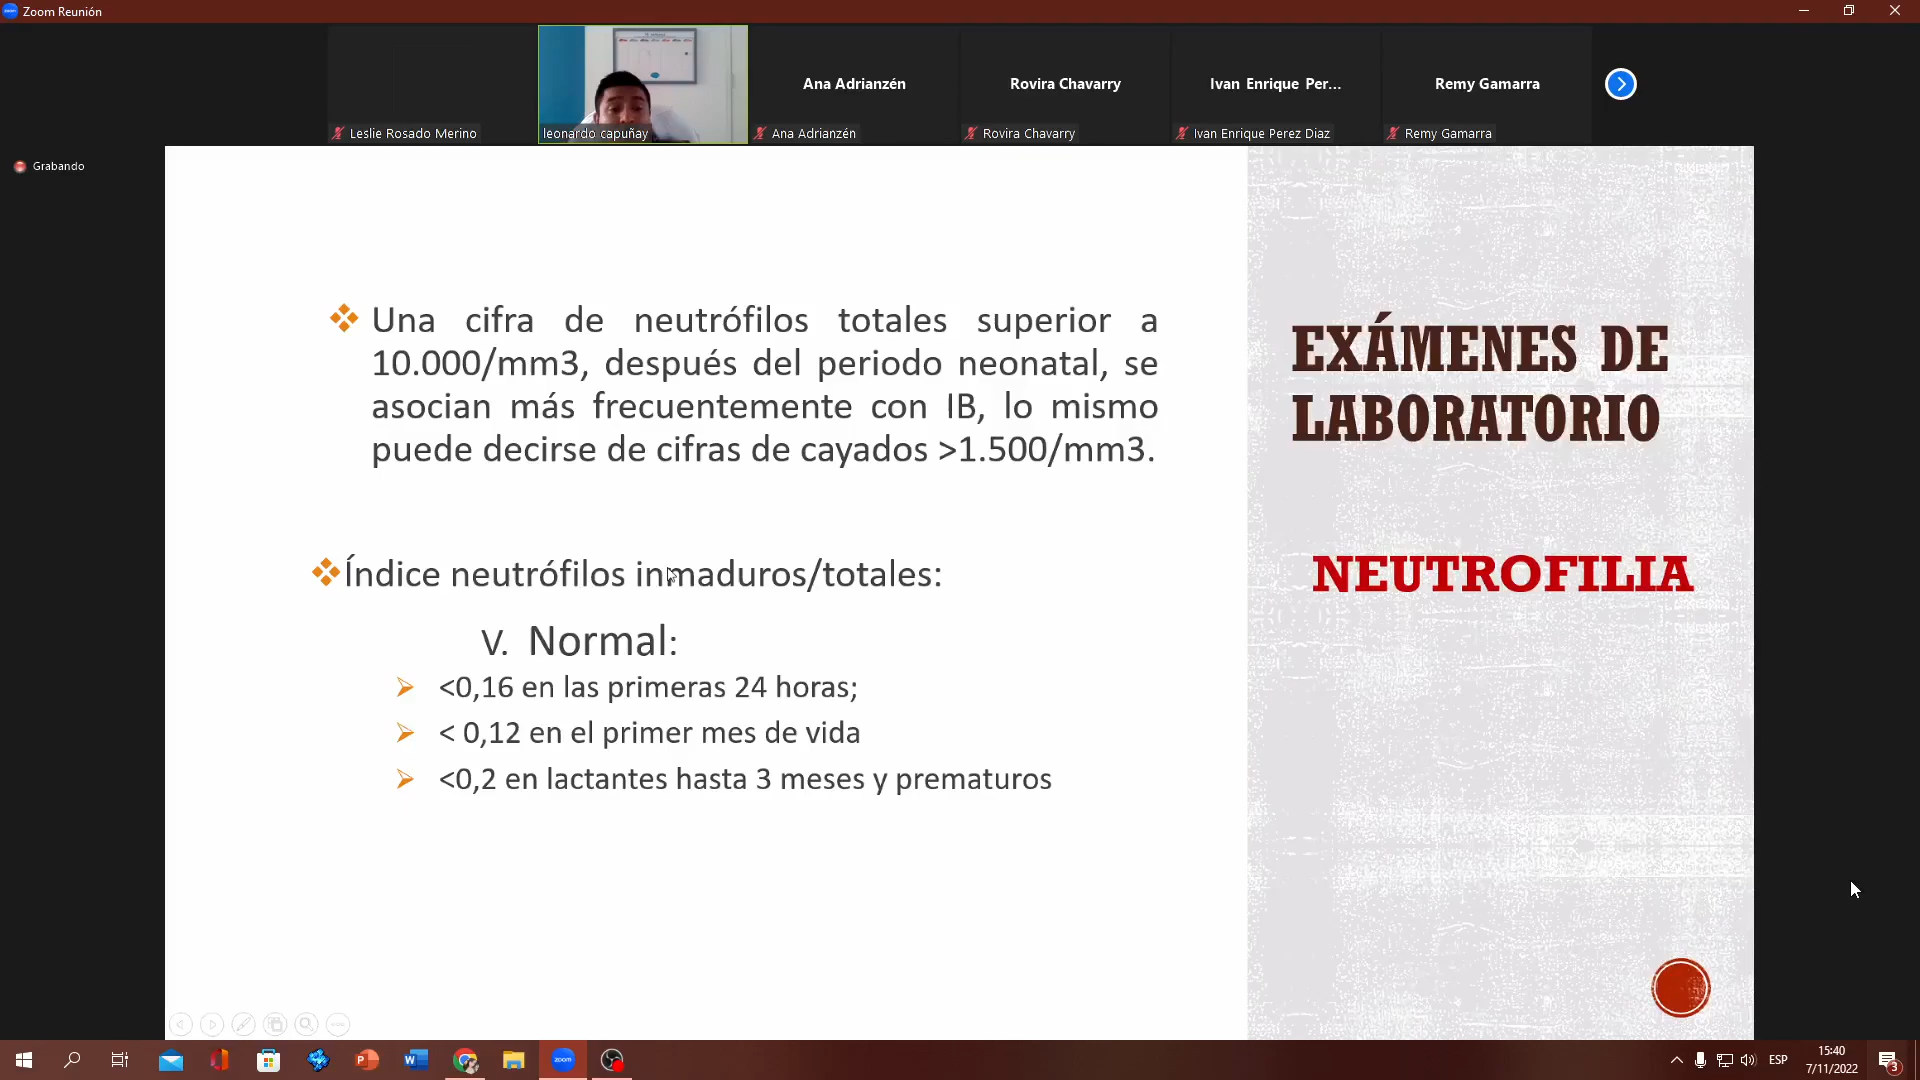 Zoom Reunión
Ana Adrianzén
Rovira Chavarry
Ivan Enrique Per...
Remy Gamarra
Leslie Rosado Merino
leonardo capuñay
Ana Adrianzén
Rovira Chavarry
Ivan Enrique Perez Diaz
Remy Gamarra
Grabando
Una cifra de neutrófilos totales superior a
10.000/mm3, después del periodo neonatal, se
asocian más frecuentemente con IB, lo mismo
puede decirse de cifras de cayados >1.500/mm3.
Índice neutrófilos inmaduros/totales:
V. Normal:
<0,16 en las primeras 24 horas;
< 0,12 en el primer mes de vida
<0,2 en lactantes hasta 3 meses y prematuros
EXÁMENES DE
LABORATORIO
NEUTROFILIA
zoom
ESP
15:40
7/11/2022
3